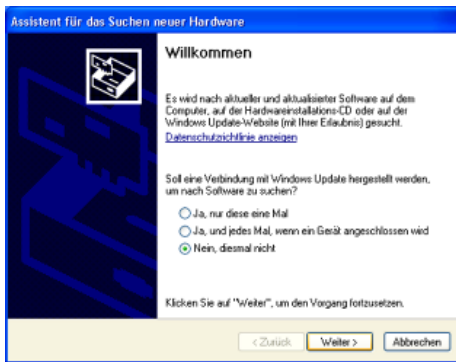 Assistent für das Suchen neuer Hardware
Willkommen
Es wird nach aktueller und aktualisierter Software auf dem
Computer, auf der Hardwareinstallations-CD oder auf der
Windows Update-Website (mit Ihrer Erlaubnis) gesucht.
Datenschutzrichtlinie anzeigen
Soll eine Verbindung mit Windows Update hergestellt werden,
um nach Software zu suchen?
Ja, nur diese eine Mal
Ja, und jedes Mal, wenn ein Gerät angeschlossen wird
Nein, diesmal nicht
Klicken Sie auf "Weiter", um den Vorgang fortzusetzen.
< Zurück Weiter > Abbrechen